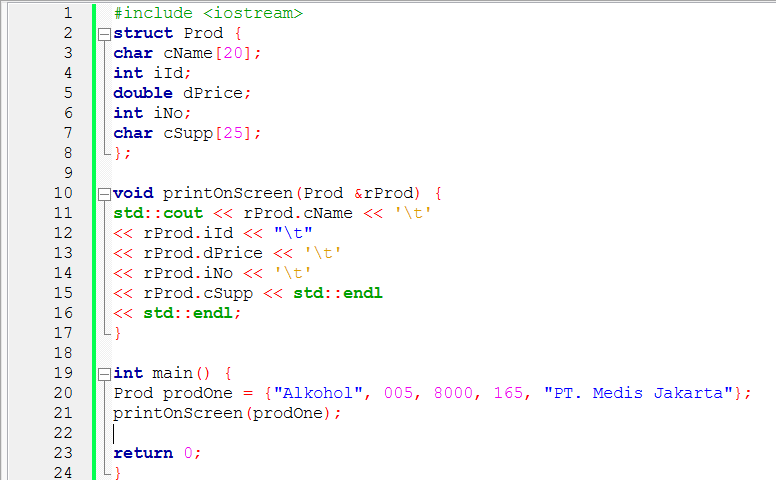 1 #include <iostream>
2 struct Prod {
3 char cName[20];
4 int iId;
5 double dPrice;
6 int iNo;
7 char cSupp[25];
8 };
9
10 void printOnScreen(Prod &rProd) {
11 std::cout << rProd.cName << '\t'
12 << rProd.iId << "\t"
13 << rProd.dPrice << '\t'
14 << rProd.iNo << '\t'
15 << rProd.cSupp << std::endl
16 << std::endl;
17 }
18
19 int main() {
20 Prod prodOne = {"Alkohol", 005, 8000, 165, "PT. Medis Jakarta"};
21 printOnScreen(prodOne);
22
23 return 0;
24 }